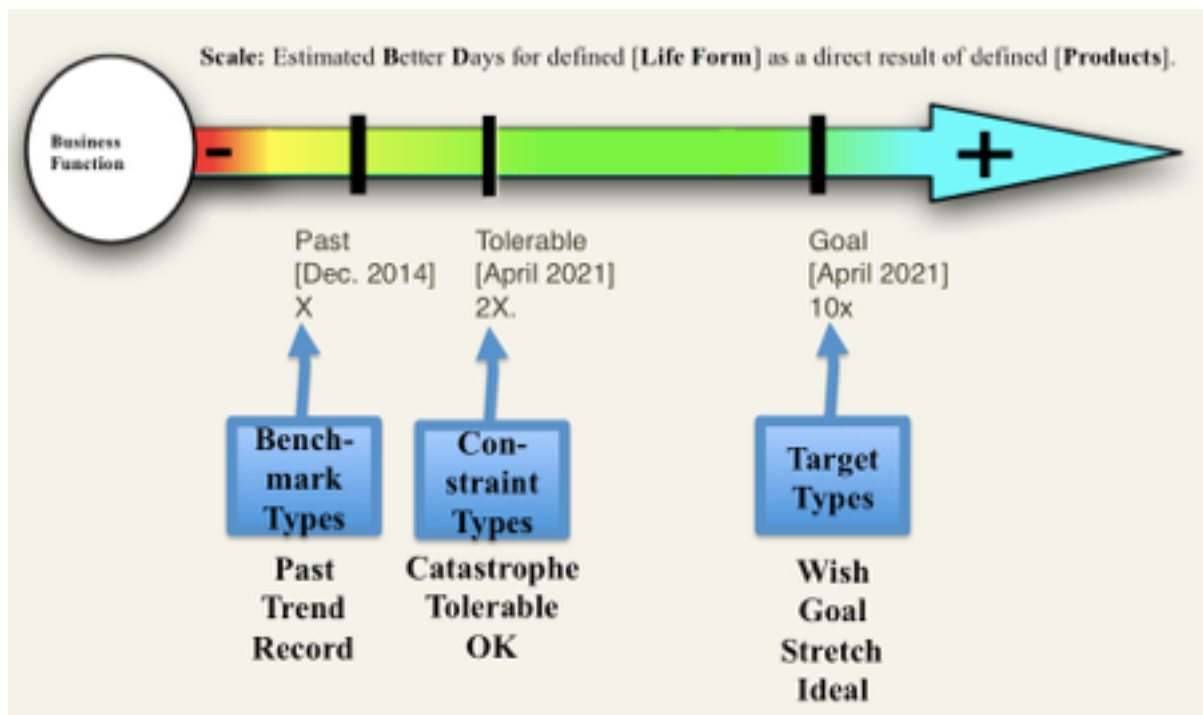 Scale: Estimated Better Days for defined [Life Form] as a direct result of defined [Products].
Business
Function
-
+
Past
[Dec. 2014]
X
Tolerable
[April 2021]
2X.
Goal
[April 2021]
10x
Bench-
mark
Types
Con-
straint
Types
Target
Types
Past
Trend
Record
Catastrophe
Tolerable
OK
Wish
Goal
Stretch
Ideal